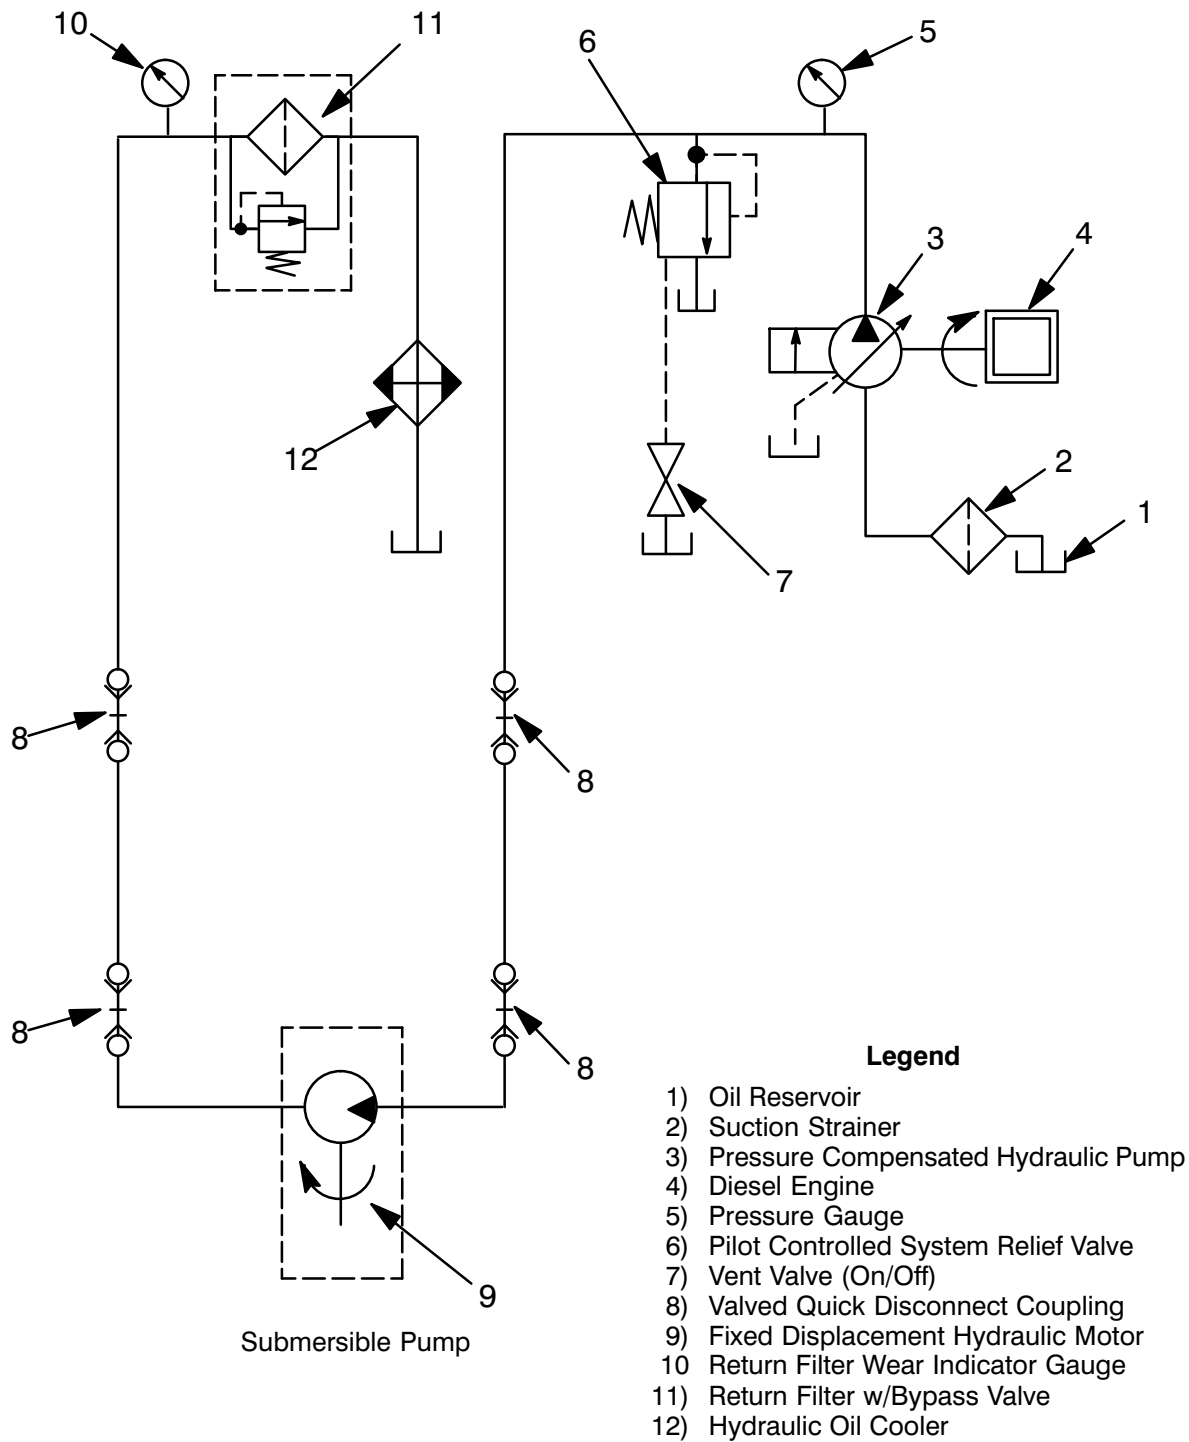 10
11
6
5
3
4
12
2
1
7
8
8
8
8
9
Submersible Pump
Legend
1) Oil Reservoir
2) Suction Strainer
3) Pressure Compensated Hydraulic Pump
4) Diesel Engine
5) Pressure Gauge
6) Pilot Controlled System Relief Valve
7) Vent Valve (On/Off)
8) Valved Quick Disconnect Coupling
9) Fixed Displacement Hydraulic Motor
10 Return Filter Wear Indicator Gauge
11) Return Filter w/Bypass Valve
12) Hydraulic Oil Cooler